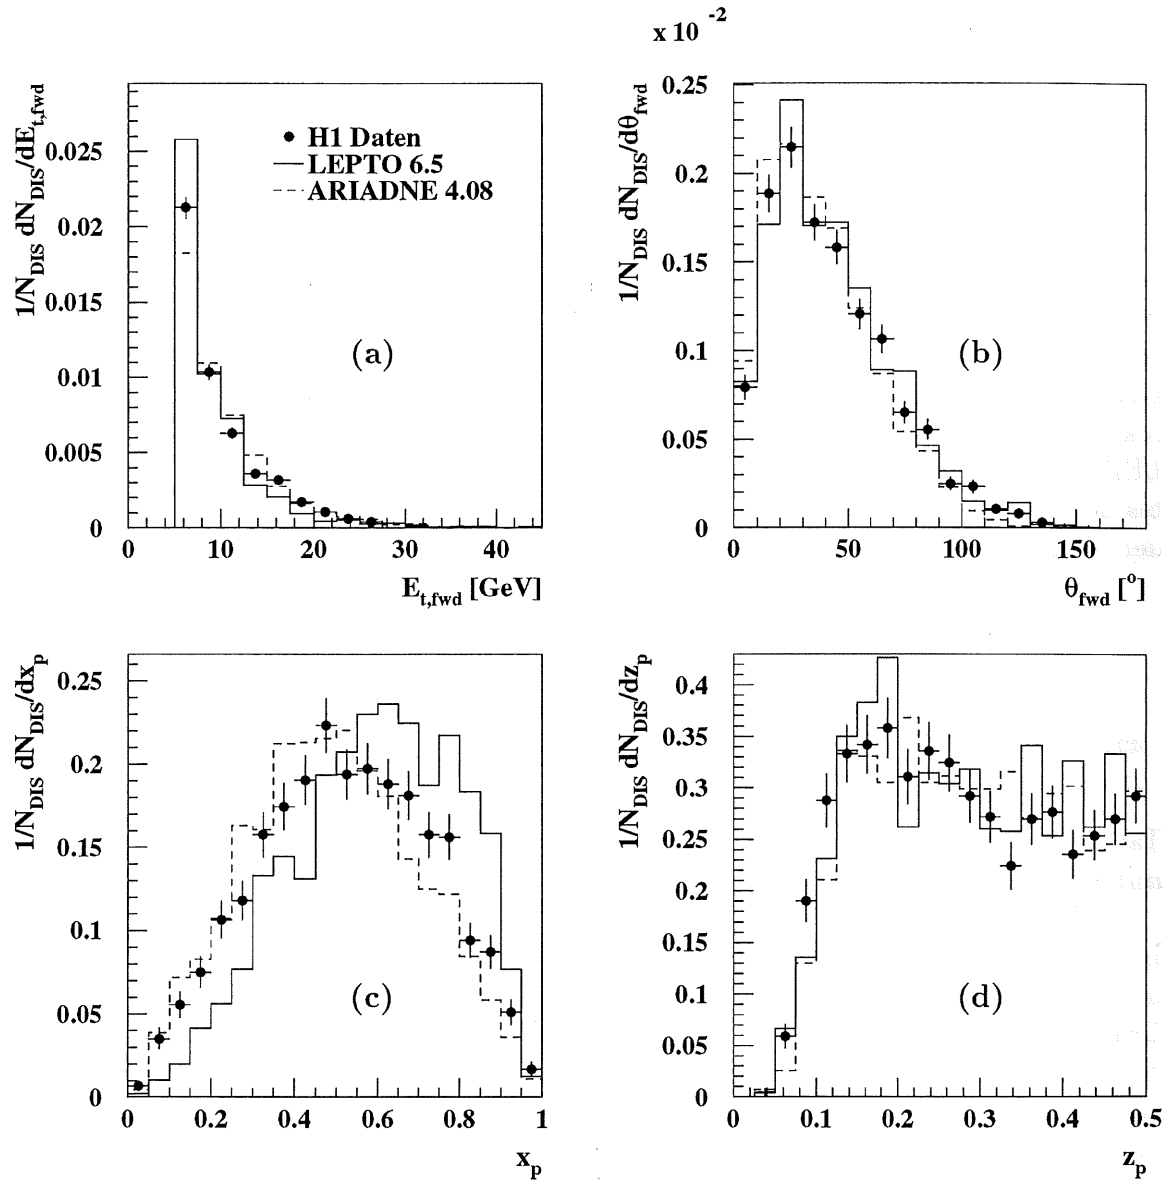 x 10 -2
1/N_DIS dN_DIS/dE_t,fwd
0.025
0.02
0.015
0.01
0.005
0
H1 Daten
LEPTO 6.5
ARIADNE 4.08
(a)
0 10 20 30 40
E_t,fwd [GeV]
1/N_DIS dN_DIS/dθ_fwd
0.25
0.2
0.15
0.1
0.05
0
(b)
0 50 100 150
θ_fwd [°]
1/N_DIS dN_DIS/dx_p
0.25
0.2
0.15
0.1
0.05
0
(c)
0 0.2 0.4 0.6 0.8 1
x_p
1/N_DIS dN_DIS/dz_p
0.4
0.35
0.3
0.25
0.2
0.15
0.1
0.05
0
(d)
0 0.1 0.2 0.3 0.4 0.5
z_p